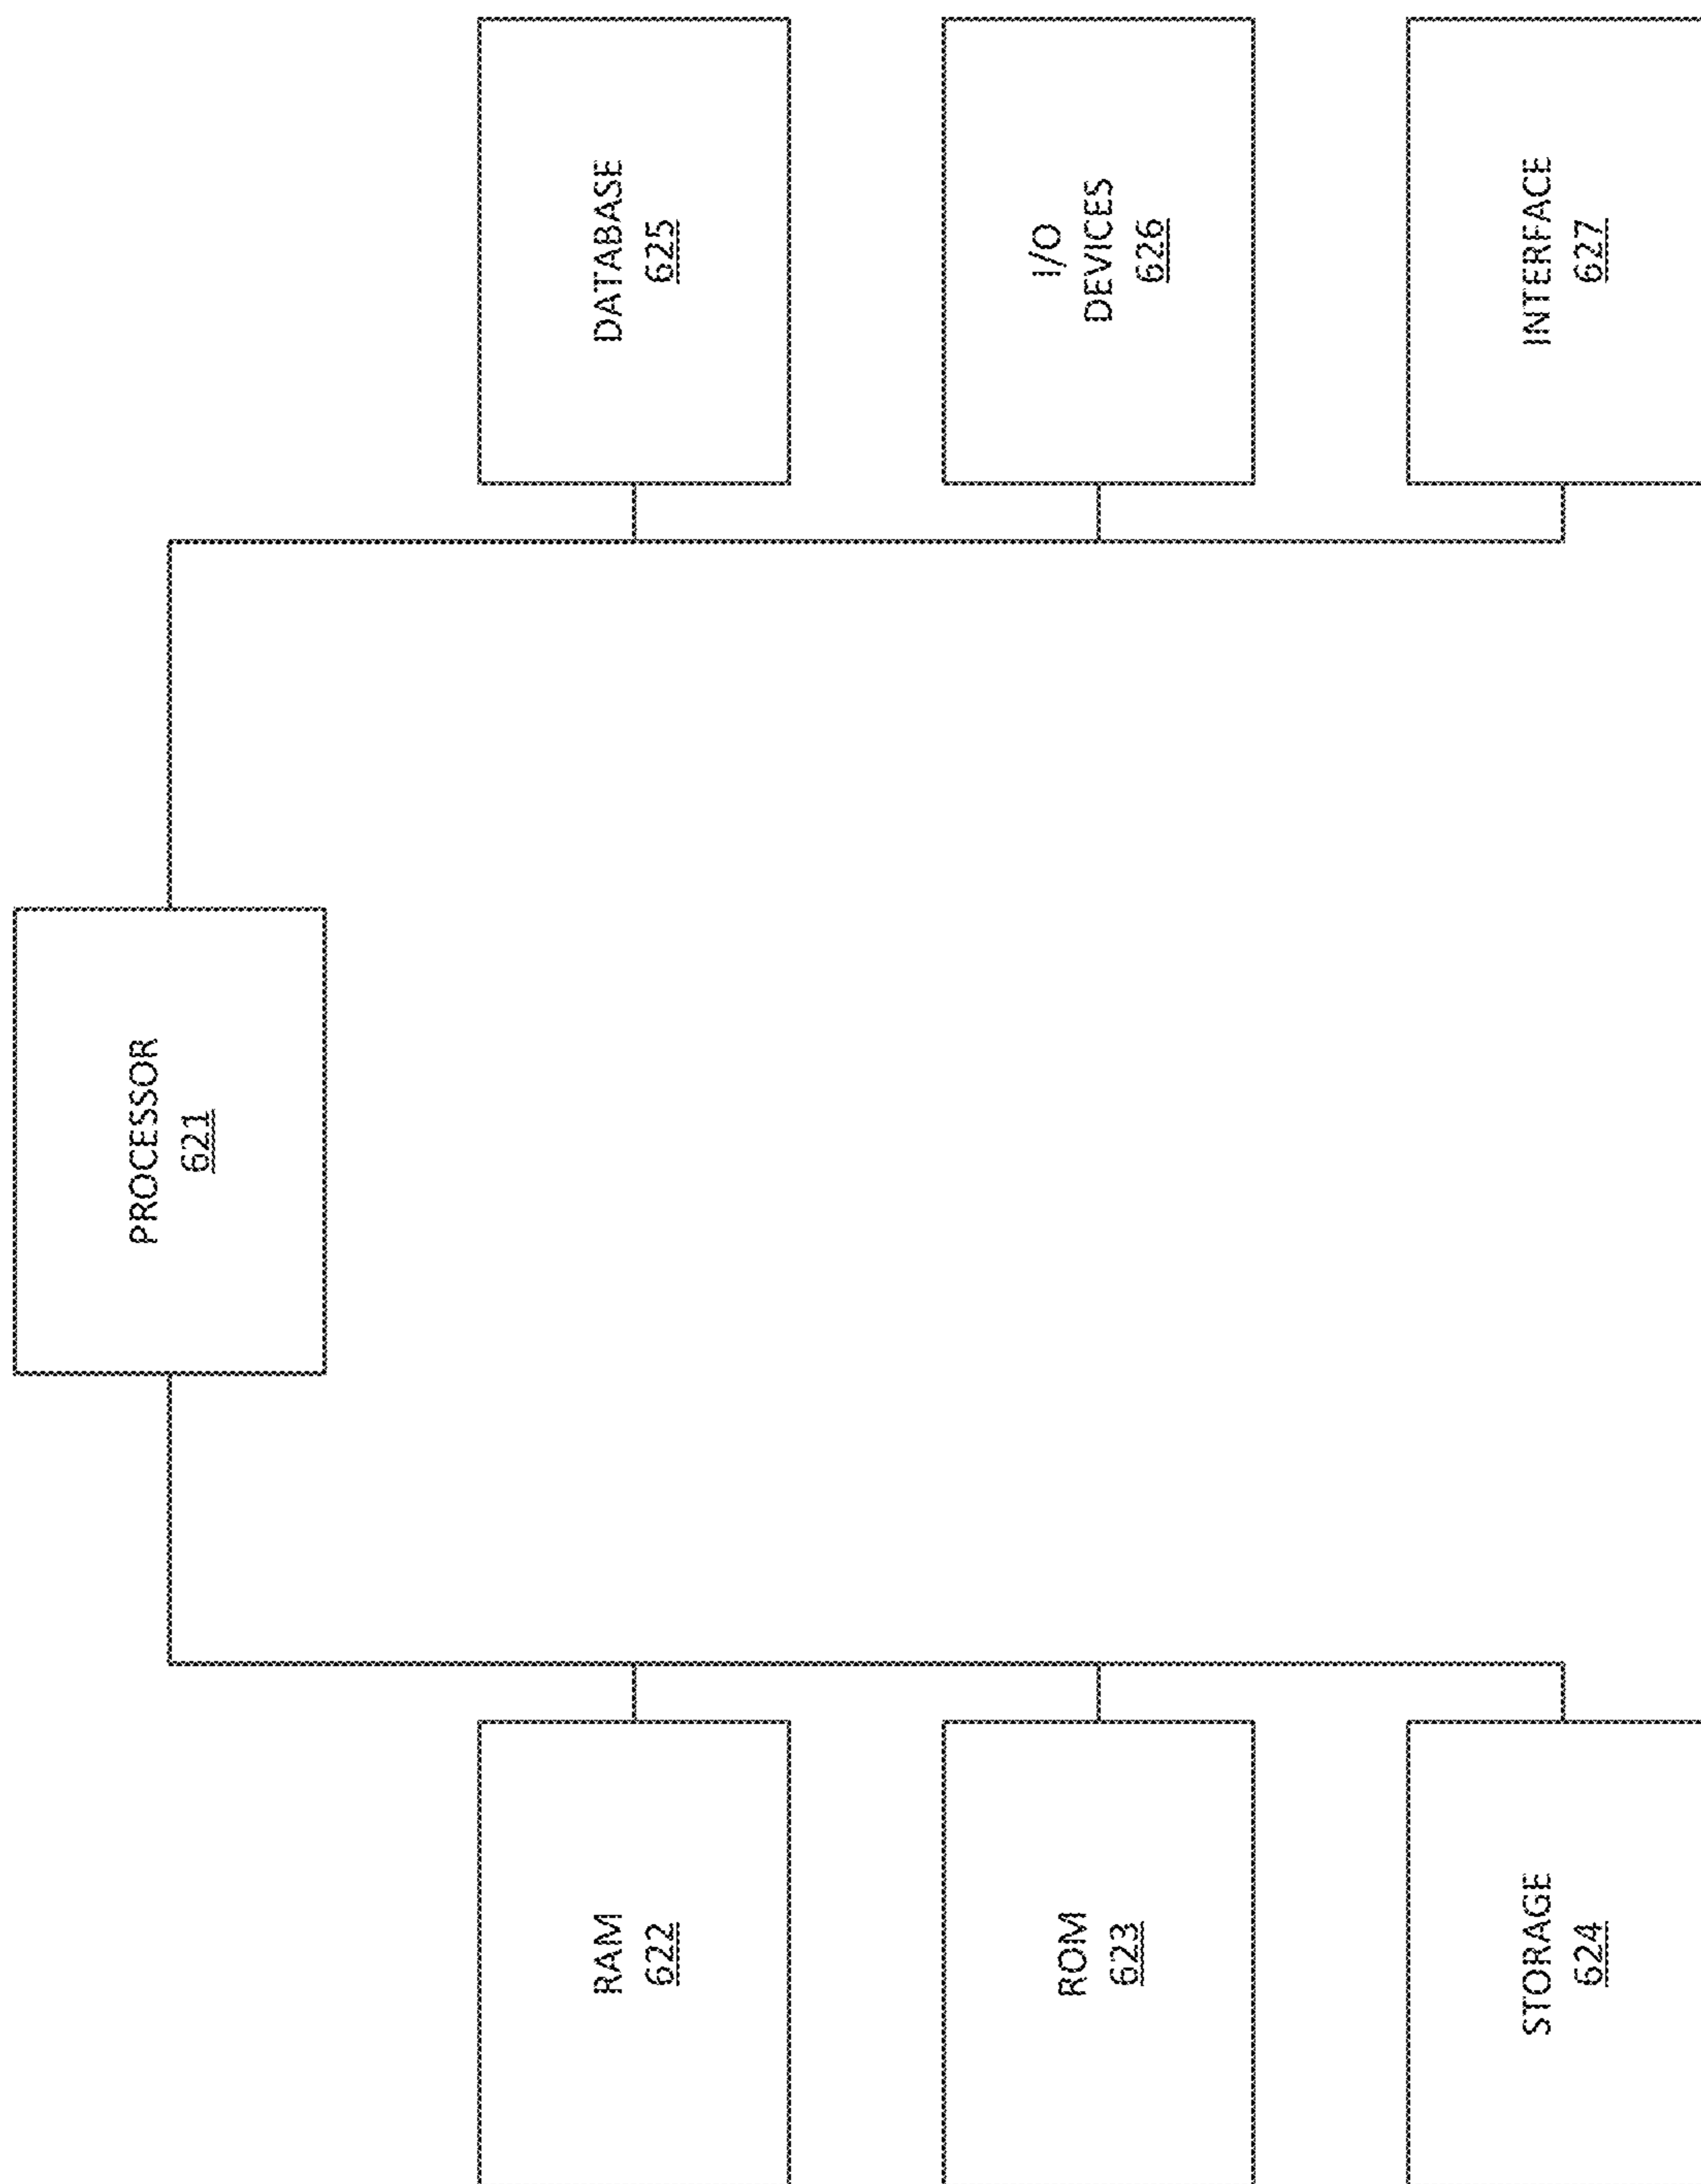 PROCESSOR
621
RAM
622
DATABASE
625
ROM
623
I/O
DEVICES
626
STORAGE
624
INTERFACE
627